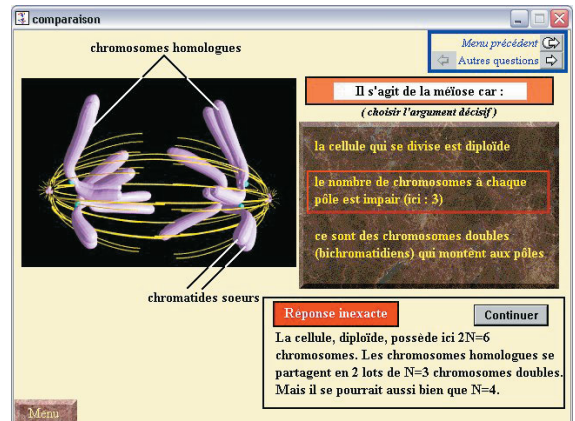 comparaison
chromosomes homologues
Menu précédent
Autres questions
Il s'agit de la méïose car :
( choisir l'argument décisif )
la cellule qui se divise est diploïde
le nombre de chromosomes à chaque
pôle est impair (ici : 3)
ce sont des chromosomes doubles
(bichromatidiens) qui montent aux pôles
chromatides soeurs
Réponse inexacte
Continuer
La cellule, diploïde, possède ici 2N=6
chromosomes. Les chromosomes homologues se
partagent en 2 lots de N=3 chromosomes doubles.
Mais il se pourrait aussi bien que N=4.
Menu